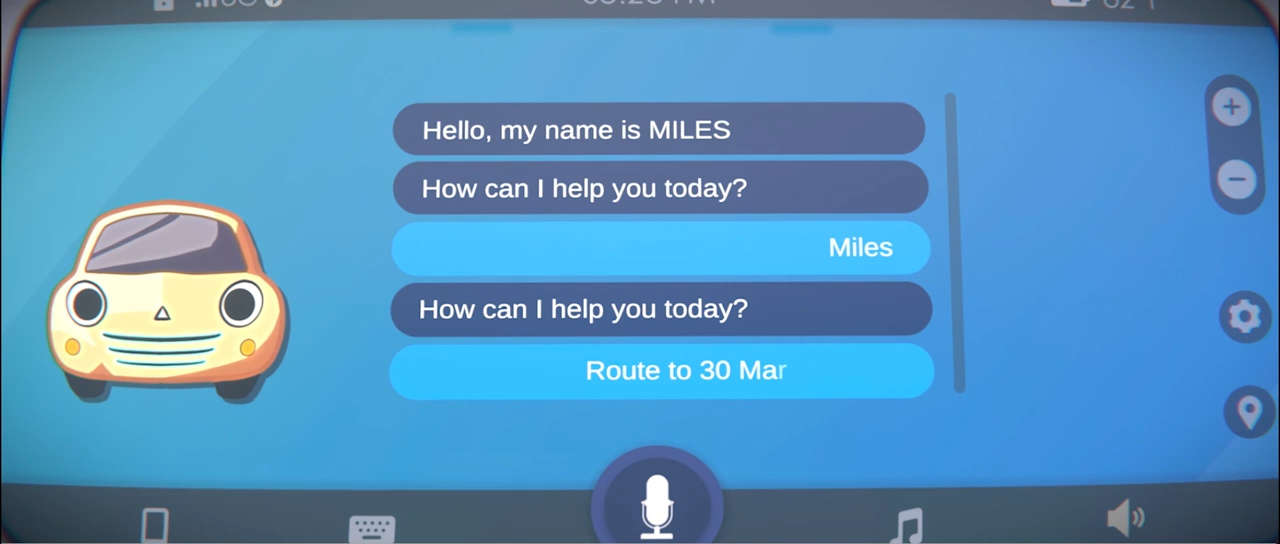 Hello, my name is MILES
How can I help you today?
Miles
How can I help you today?
Route to 30 Mar